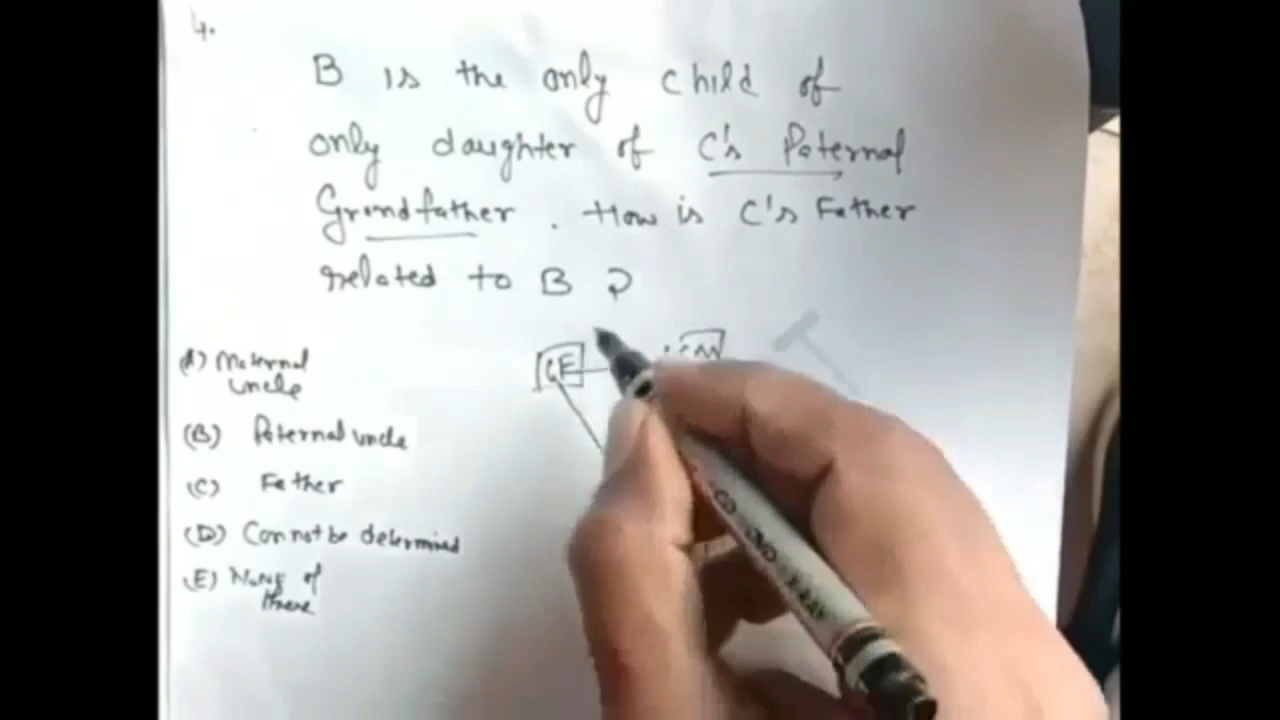 4.
B is the only child of
only daughter of C's Paternal
Grandfather . How is C's Father
related to B ?
(A) Maternal
uncle
(B) Paternal uncle
(C) Father
(D) Cannot be determined
(E) None of
these
CF